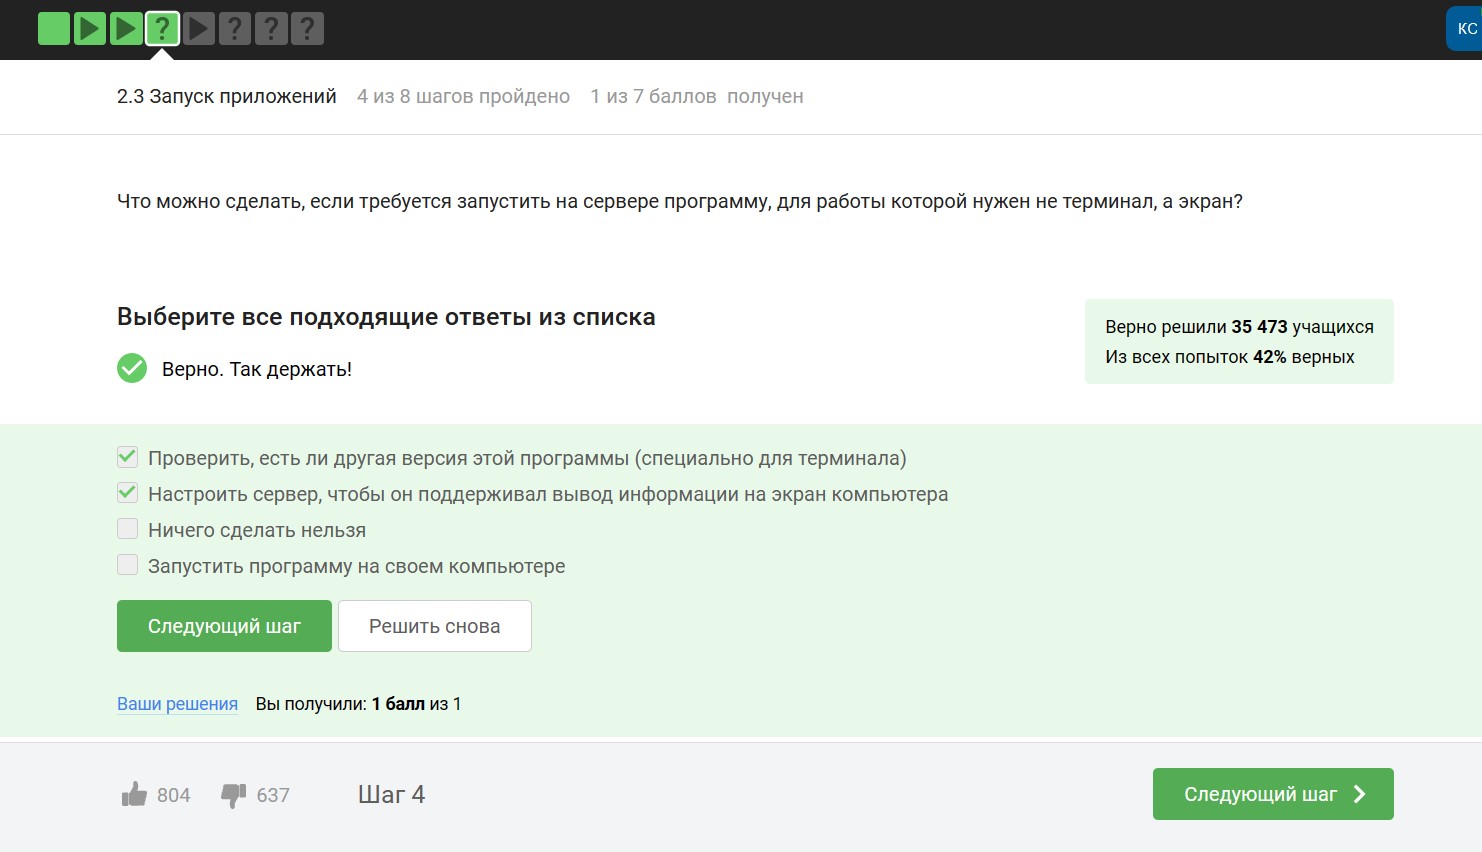 ? ? ? ?
КС
2.3 Запуск приложений 4 из 8 шагов пройдено 1 из 7 баллов получен
Что можно сделать, если требуется запустить на сервере программу, для работы которой нужен не терминал, а экран?
Выберите все подходящие ответы из списка
Верно. Так держать!
Верно решили 35 473 учащихся
Из всех попыток 42% верных
Проверить, есть ли другая версия этой программы (специально для терминала)
Настроить сервер, чтобы он поддерживал вывод информации на экран компьютера
Ничего сделать нельзя
Запустить программу на своем компьютере
Следующий шаг Решить снова
Ваши решения Вы получили: 1 балл из 1
804 637 Шаг 4 Следующий шаг